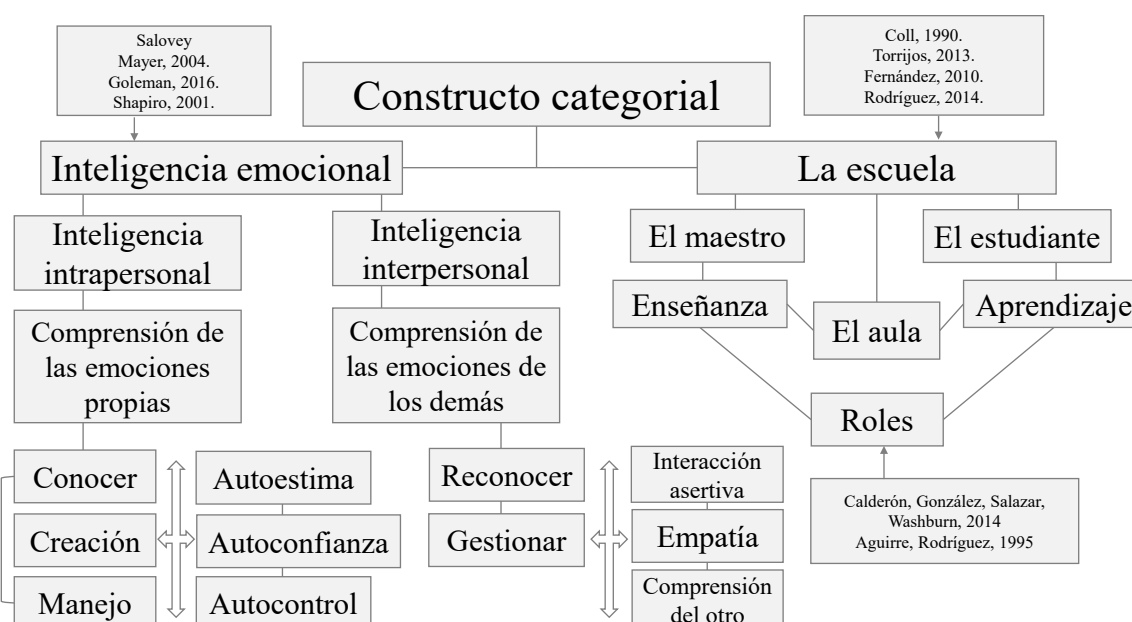 Salovey
Mayer, 2004.
Goleman, 2016.
Shapiro, 2001.
Constructo categorial
Coll, 1990.
Torrijos, 2013.
Fernández, 2010.
Rodríguez, 2014.
Inteligencia emocional
La escuela
Inteligencia
intrapersonal
Inteligencia
interpersonal
El maestro
El estudiante
Enseñanza
El aula
Aprendizaje
Comprensión de
las emociones
propias
Comprensión de
las emociones de
los demás
Roles
Conocer
Creación
Manejo
Autoestima
Autoconfianza
Autocontrol
Reconocer
Gestionar
Interacción
asertiva
Empatía
Comprensión
del otro
Calderón, González, Salazar,
Washburn, 2014
Aguirre, Rodríguez, 1995